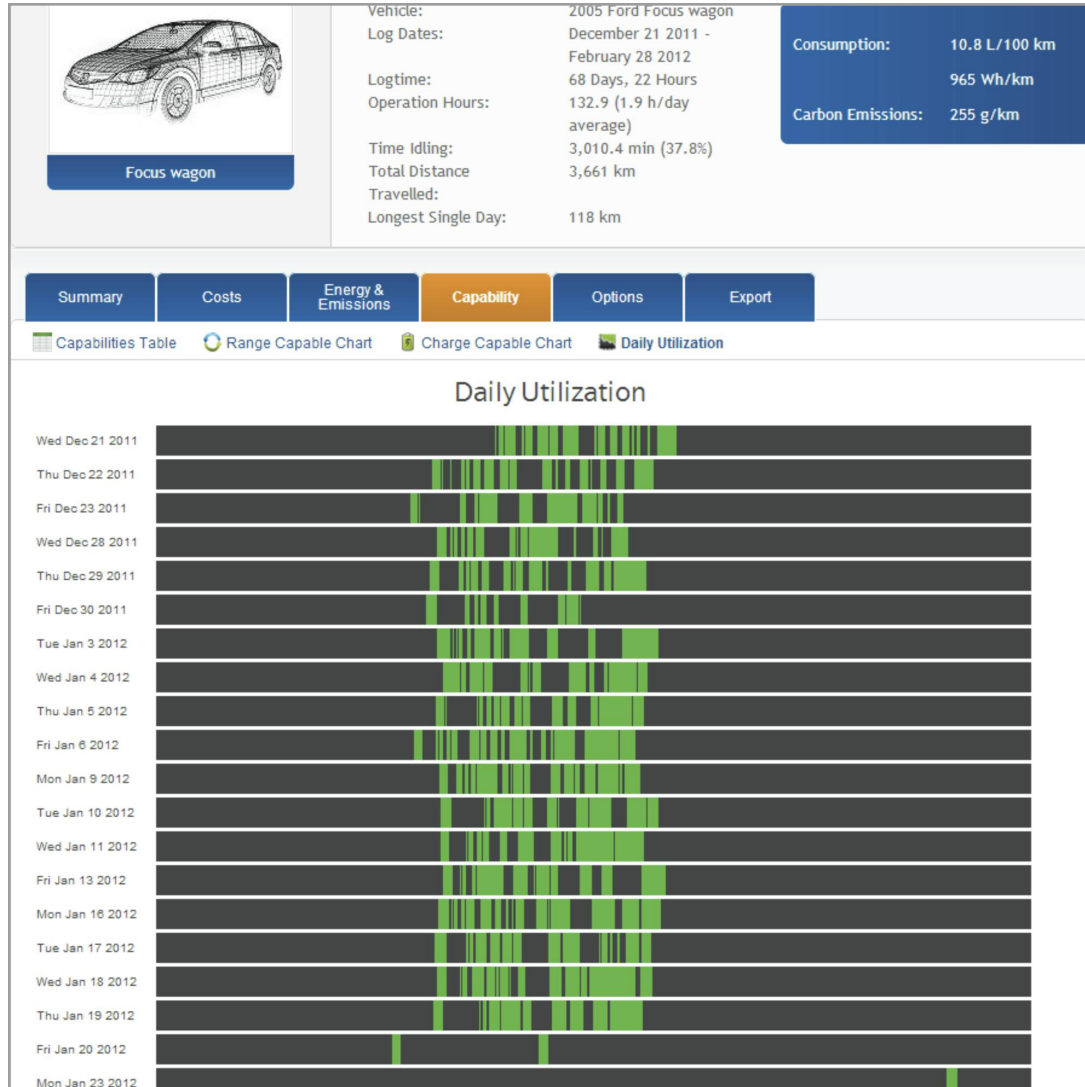 Vehicle: 2005 Ford Focus wagon
Log Dates: December 21 2011 -
February 28 2012
Logtime: 68 Days, 22 Hours
Operation Hours: 132.9 (1.9 h/day
average)
Time Idling: 3,010.4 min (37.8%)
Total Distance 3,661 km
Travelled:
Longest Single Day: 118 km
Consumption: 10.8 L/100 km
965 Wh/km
Carbon Emissions: 255 g/km
Focus wagon
Summary
Costs
Energy &
Emissions
Capability
Options
Export
Capabilities Table
Range Capable Chart
Charge Capable Chart
Daily Utilization
Daily Utilization
Wed Dec 21 2011
Thu Dec 22 2011
Fri Dec 23 2011
Wed Dec 28 2011
Thu Dec 29 2011
Fri Dec 30 2011
Tue Jan 3 2012
Wed Jan 4 2012
Thu Jan 5 2012
Fri Jan 6 2012
Mon Jan 9 2012
Tue Jan 10 2012
Wed Jan 11 2012
Fri Jan 13 2012
Mon Jan 16 2012
Tue Jan 17 2012
Wed Jan 18 2012
Thu Jan 19 2012
Fri Jan 20 2012
Mon Jan 23 2012